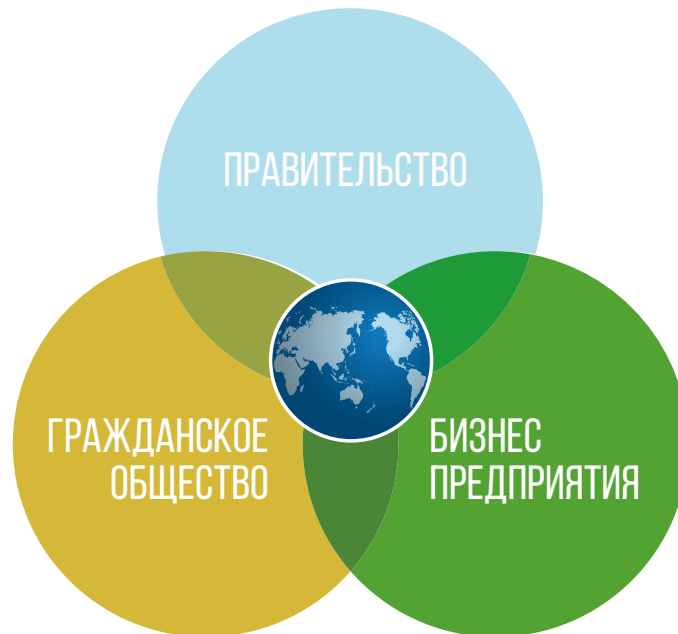 ПРАВИТЕЛЬСТВО
ГРАЖДАНСКОЕ
ОБЩЕСТВО
БИЗНЕС
ПРЕДПРИЯТИЯ